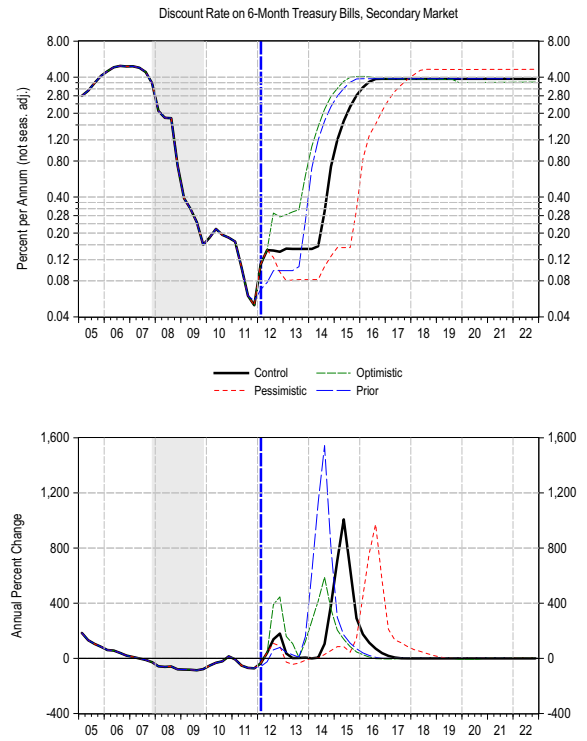 Discount Rate on 6-Month Treasury Bills, Secondary Market
Percent per Annum (not seas. adj.)
8.00 8.00
4.00 4.00
2.80 2.80
2.00 2.00
1.20 1.20
0.80 0.80
0.40 0.40
0.28 0.28
0.20 0.20
0.12 0.12
0.08 0.08
0.04 0.04
05 06 07 08 09 10 11 12 13 14 15 16 17 18 19 20 21 22
Control Optimistic
Pessimistic Prior
Annual Percent Change
1,600 1,600
1,200 1,200
800 800
400 400
0 0
-400 -400
05 06 07 08 09 10 11 12 13 14 15 16 17 18 19 20 21 22